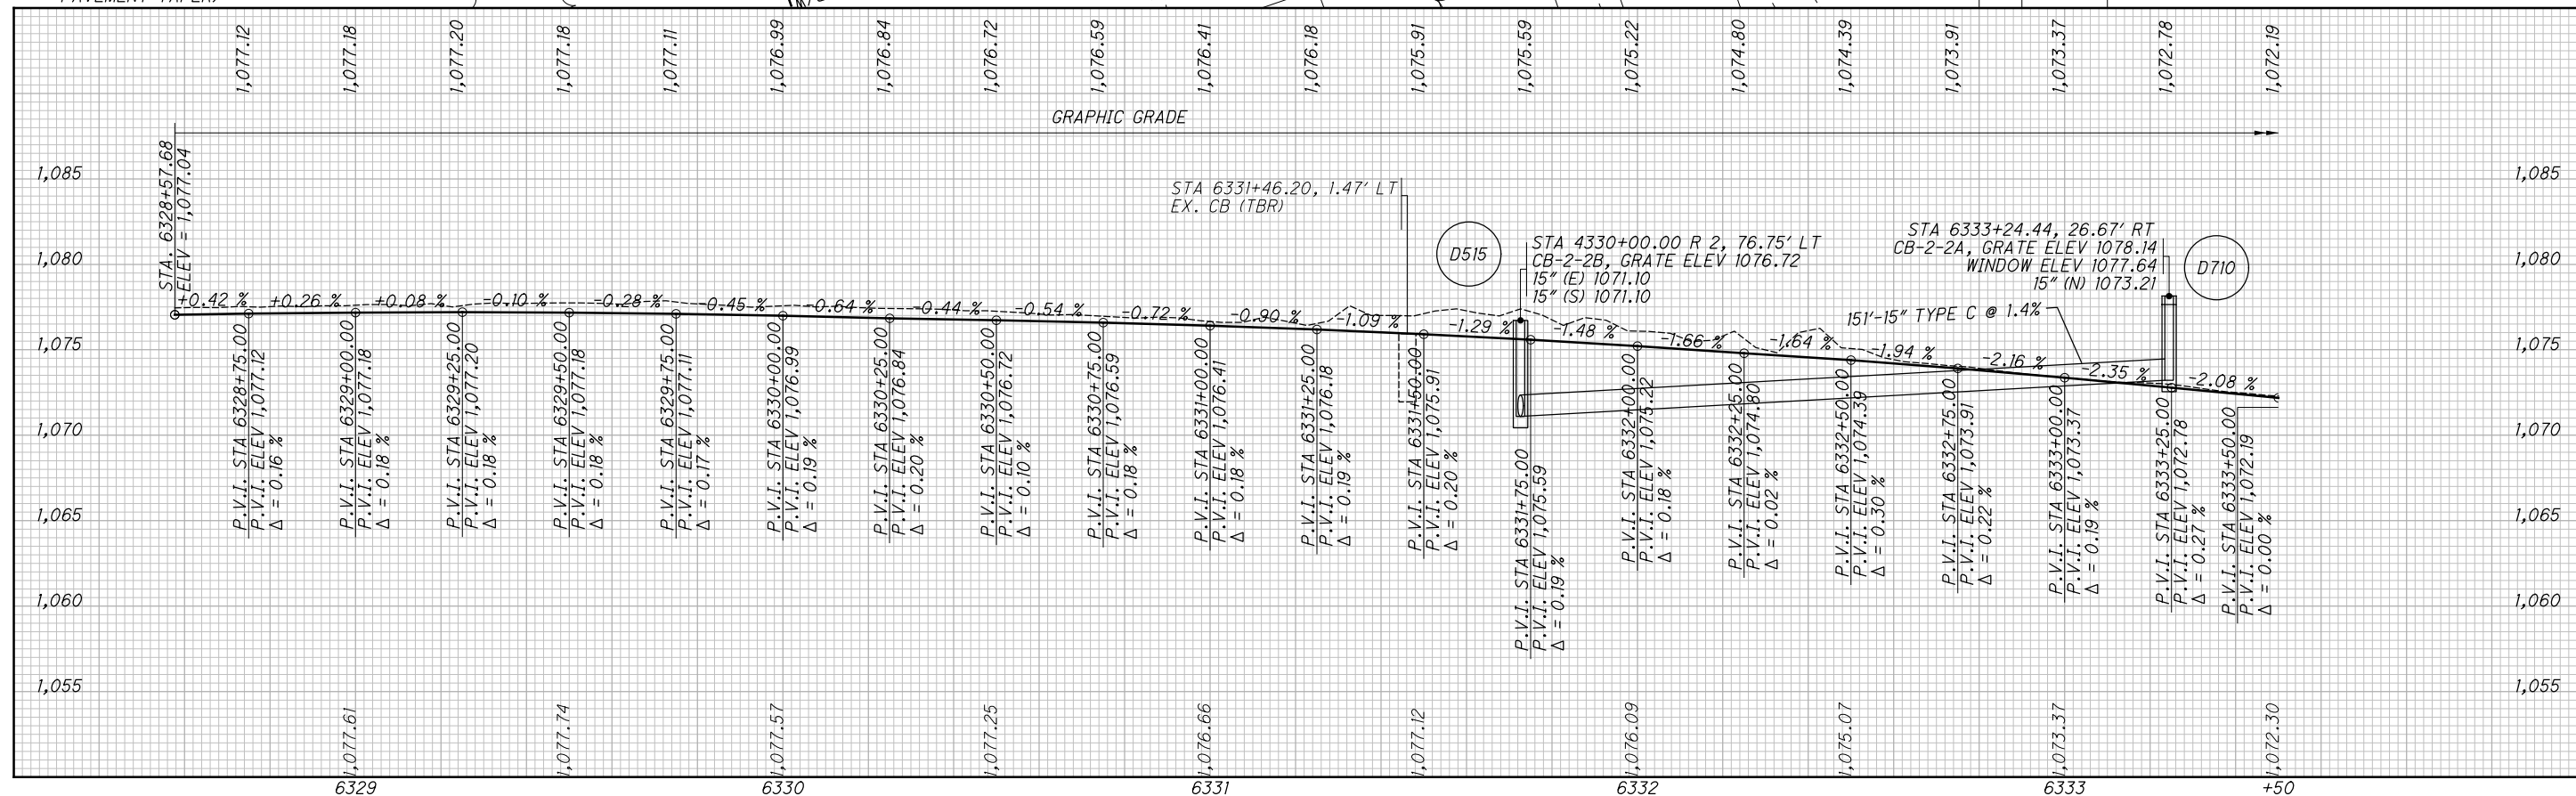 PAVEMENT TAPER)
1,077.12
1,077.18
1,077.20
1,077.18
1,077.11
1,076.99
1,076.84
1,076.72
1,076.59
1,076.41
1,076.18
1,075.91
1,075.59
1,075.22
1,074.80
1,074.39
1,073.91
1,073.37
1,072.78
1,072.19
GRAPHIC GRADE
STA. 6328+57.68
ELEV = 1,077.04
1,085
1,080
1,075
1,070
1,065
1,060
1,055
STA 6331+46.20, 1.47' LT
EX. CB (TBR)
D515
STA 4330+00.00 R 2, 76.75' LT
CB-2-2B, GRATE ELEV 1076.72
15" (E) 1071.10
15" (S) 1071.10
STA 6333+24.44, 26.67' RT
CB-2-2A, GRATE ELEV 1078.14
WINDOW ELEV 1077.64
15" (N) 1073.21
D710
151'-15" TYPE C @ 1.4%
+0.42 %
+0.26 %
+0.08 %
-0.10 %
-0.28 %
-0.45 %
-0.64 %
-0.44 %
-0.54 %
-0.72 %
-0.90 %
-1.09 %
-1.29 %
-1.48 %
-1.66 %
-1.64 %
-1.94 %
-2.16 %
-2.35 %
-2.08 %
P.V.I. STA 6328+75.00
P.V.I. ELEV 1,077.12
Δ = 0.16 %
P.V.I. STA 6329+00.00
P.V.I. ELEV 1,077.18
Δ = 0.18 %
P.V.I. STA 6329+25.00
P.V.I. ELEV 1,077.20
Δ = 0.18 %
P.V.I. STA 6329+50.00
P.V.I. ELEV 1,077.18
Δ = 0.18 %
P.V.I. STA 6329+75.00
P.V.I. ELEV 1,077.11
Δ = 0.17 %
P.V.I. STA 6330+00.00
P.V.I. ELEV 1,076.99
Δ = 0.19 %
P.V.I. STA 6330+25.00
P.V.I. ELEV 1,076.84
Δ = 0.20 %
P.V.I. STA 6330+50.00
P.V.I. ELEV 1,076.72
Δ = 0.10 %
P.V.I. STA 6330+75.00
P.V.I. ELEV 1,076.59
Δ = 0.18 %
P.V.I. STA 6331+00.00
P.V.I. ELEV 1,076.41
Δ = 0.18 %
P.V.I. STA 6331+25.00
P.V.I. ELEV 1,076.18
Δ = 0.19 %
P.V.I. STA 6331+50.00
P.V.I. ELEV 1,075.91
Δ = 0.20 %
P.V.I. STA 6331+75.00
P.V.I. ELEV 1,075.59
Δ = 0.19 %
P.V.I. STA 6332+00.00
P.V.I. ELEV 1,075.22
Δ = 0.18 %
P.V.I. STA 6332+25.00
P.V.I. ELEV 1,074.80
Δ = 0.02 %
P.V.I. STA 6332+50.00
P.V.I. ELEV 1,074.39
Δ = 0.30 %
P.V.I. STA 6332+75.00
P.V.I. ELEV 1,073.91
Δ = 0.22 %
P.V.I. STA 6333+00.00
P.V.I. ELEV 1,073.37
Δ = 0.19 %
P.V.I. STA 6333+25.00
P.V.I. ELEV 1,072.78
Δ = 0.27 %
P.V.I. STA 6333+50.00
P.V.I. ELEV 1,072.19
Δ = 0.00 %
1,085
1,080
1,075
1,070
1,065
1,060
1,055
1,077.61
1,077.74
1,077.57
1,077.25
1,076.66
1,077.12
1,076.09
1,075.07
1,073.37
1,072.30
6329
6330
6331
6332
6333
+50